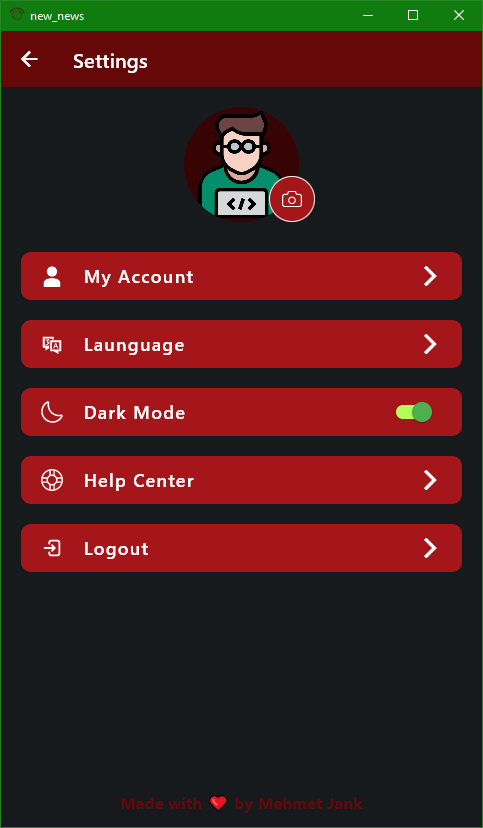 new_news
Settings
</>
My Account
Launguage
Dark Mode
Help Center
Logout
Made with ❤ by Mehmet Jank